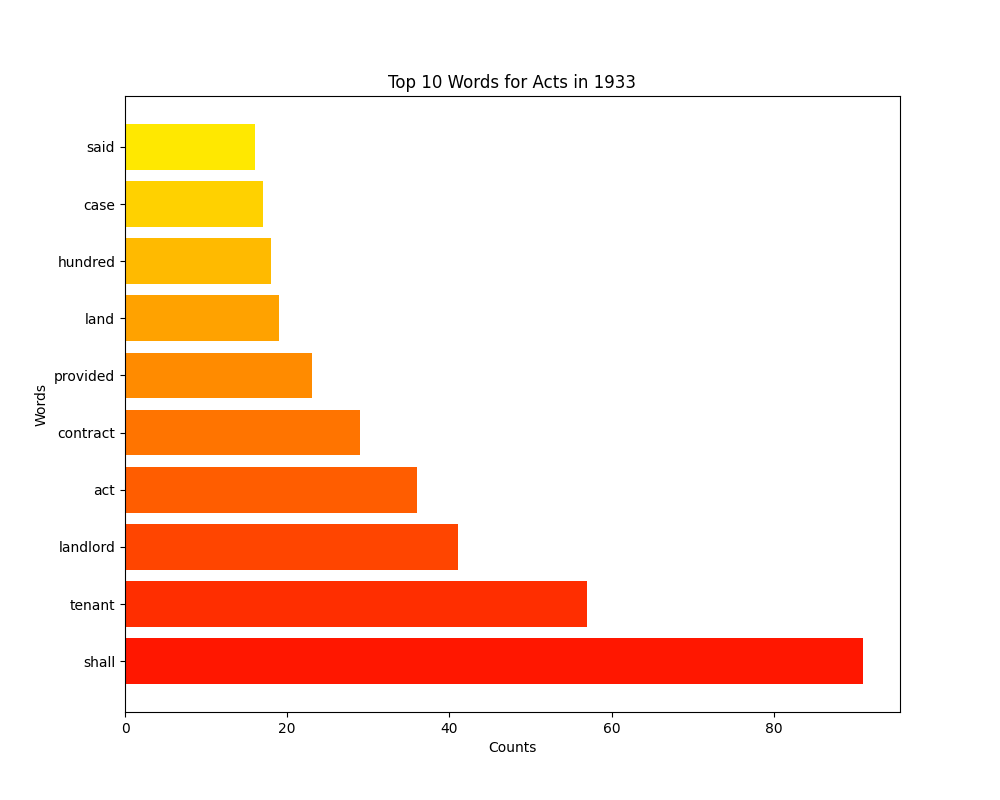 Top 10 Words for Acts in 1933
said
case
hundred
land
provided
contract
act
landlord
tenant
shall
Words
0 20 40 60 80
Counts